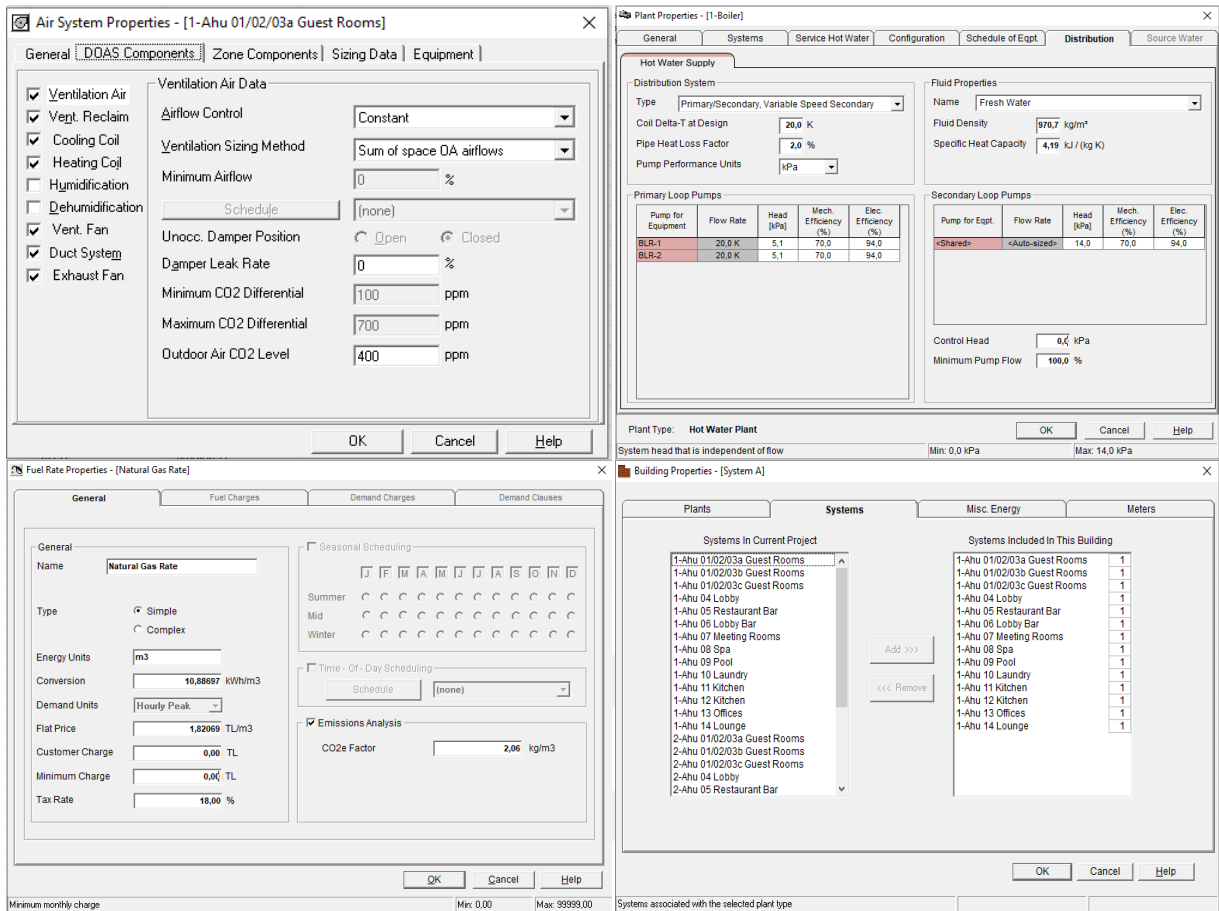 Air System Properties - [1-Ahu 01/02/03a Guest Rooms]
General DOAS Components Zone Components Sizing Data Equipment
Ventilation Air
Vent. Reclaim
Cooling Coil
Heating Coil
Humidification
Dehumidification
Vent. Fan
Duct System
Exhaust Fan
Ventilation Air Data
Airflow Control Constant
Ventilation Sizing Method Sum of space OA airflows
Minimum Airflow 0 %
Schedule (none)
Unocc. Damper Position Open Closed
Damper Leak Rate 0 %
Minimum CO2 Differential 100 ppm
Maximum CO2 Differential 700 ppm
Outdoor Air CO2 Level 400 ppm
OK Cancel Help
Plant Properties - [1-Boiler]
General Systems Service Hot Water Configuration Schedule of Eqpt. Distribution Source Water
Hot Water Supply
Distribution System
Type Primary/Secondary, Variable Speed Secondary
Coil Delta-T at Design 20,0 K
Pipe Heat Loss Factor 2,0 %
Pump Performance Units kPa
Fluid Properties
Name Fresh Water
Fluid Density 970,7 kg/m³
Specific Heat Capacity 4,19 kJ / (kg K)
Primary Loop Pumps
Pump for Equipment Flow Rate Head [kPa] Mech. Efficiency (%) Elec. Efficiency (%)
BLR-1 20,0 K 5,1 70,0 94,0
BLR-2 20,0 K 5,1 70,0 94,0
Secondary Loop Pumps
Pump for Eqpt. Flow Rate Head [kPa] Mech. Efficiency (%) Elec. Efficiency (%)
<Shared> <Auto-sized> 14,0 70,0 94,0
Control Head 0,0 kPa
Minimum Pump Flow 100,0 %
Plant Type: Hot Water Plant
OK Cancel Help
System head that is independent of flow Min: 0,0 kPa Max: 14,0 kPa
Fuel Rate Properties - [Natural Gas Rate]
General Fuel Charges Demand Charges Demand Clauses
General
Name Natural Gas Rate
Type Simple
Complex
Energy Units m3
Conversion 10,88697 kWh/m3
Demand Units Hourly Peak
Flat Price 1,82069 TL/m3
Customer Charge 0,00 TL
Minimum Charge 0,00 TL
Tax Rate 18,00 %
Seasonal Scheduling
J F M A M J J A S O N D
Summer
Mid
Winter
Time - Of - Day Scheduling
Schedule (none)
Emissions Analysis
CO2e Factor 2,06 kg/m3
OK Cancel Help
Minimum monthly charge Min: 0,00 Max: 99999,00
Building Properties - [System A]
Plants Systems Misc. Energy Meters
Systems In Current Project
1-Ahu 01/02/03a Guest Rooms
1-Ahu 01/02/03b Guest Rooms
1-Ahu 01/02/03c Guest Rooms
1-Ahu 04 Lobby
1-Ahu 05 Restaurant Bar
1-Ahu 06 Lobby Bar
1-Ahu 07 Meeting Rooms
1-Ahu 08 Spa
1-Ahu 09 Pool
1-Ahu 10 Laundry
1-Ahu 11 Kitchen
1-Ahu 12 Kitchen
1-Ahu 13 Offices
1-Ahu 14 Lounge
2-Ahu 01/02/03a Guest Rooms
2-Ahu 01/02/03b Guest Rooms
2-Ahu 01/02/03c Guest Rooms
2-Ahu 04 Lobby
2-Ahu 05 Restaurant Bar
Add >>>
<<< Remove
Systems Included In This Building
1-Ahu 01/02/03a Guest Rooms 1
1-Ahu 01/02/03b Guest Rooms 1
1-Ahu 01/02/03c Guest Rooms 1
1-Ahu 04 Lobby 1
1-Ahu 05 Restaurant Bar 1
1-Ahu 06 Lobby Bar 1
1-Ahu 07 Meeting Rooms 1
1-Ahu 08 Spa 1
1-Ahu 09 Pool 1
1-Ahu 10 Laundry 1
1-Ahu 11 Kitchen 1
1-Ahu 12 Kitchen 1
1-Ahu 13 Offices 1
1-Ahu 14 Lounge 1
OK Cancel Help
Systems associated with the selected plant type